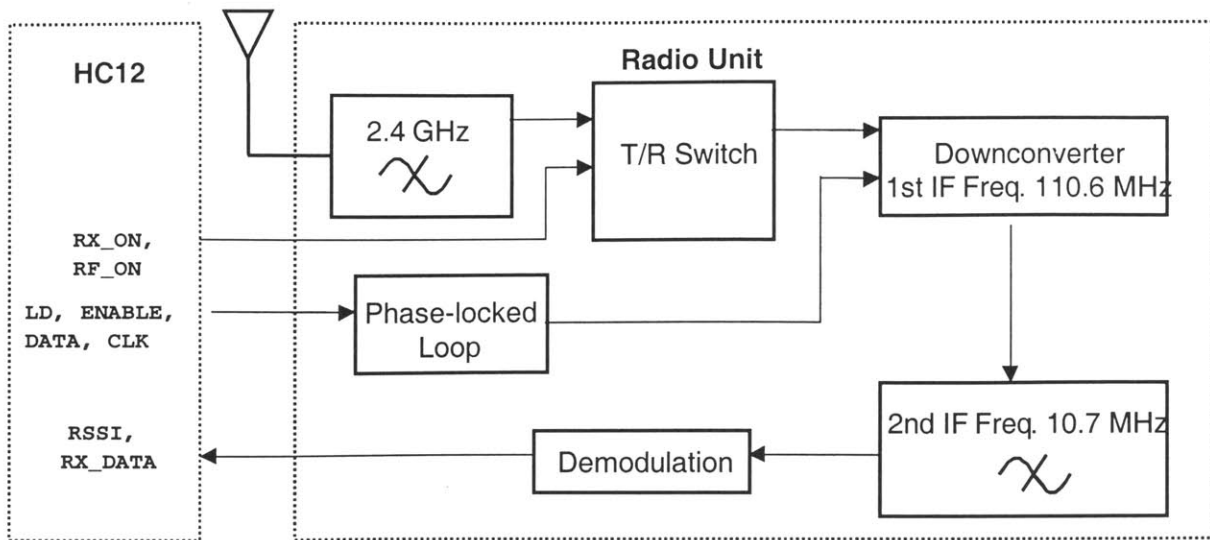 HC12
Radio Unit
2.4 GHz
T/R Switch
Downconverter
1st IF Freq. 110.6 MHz
RX_ON,
RF_ON
LD, ENABLE,
DATA, CLK
Phase-locked
Loop
2nd IF Freq. 10.7 MHz
Demodulation
RSSI,
RX_DATA